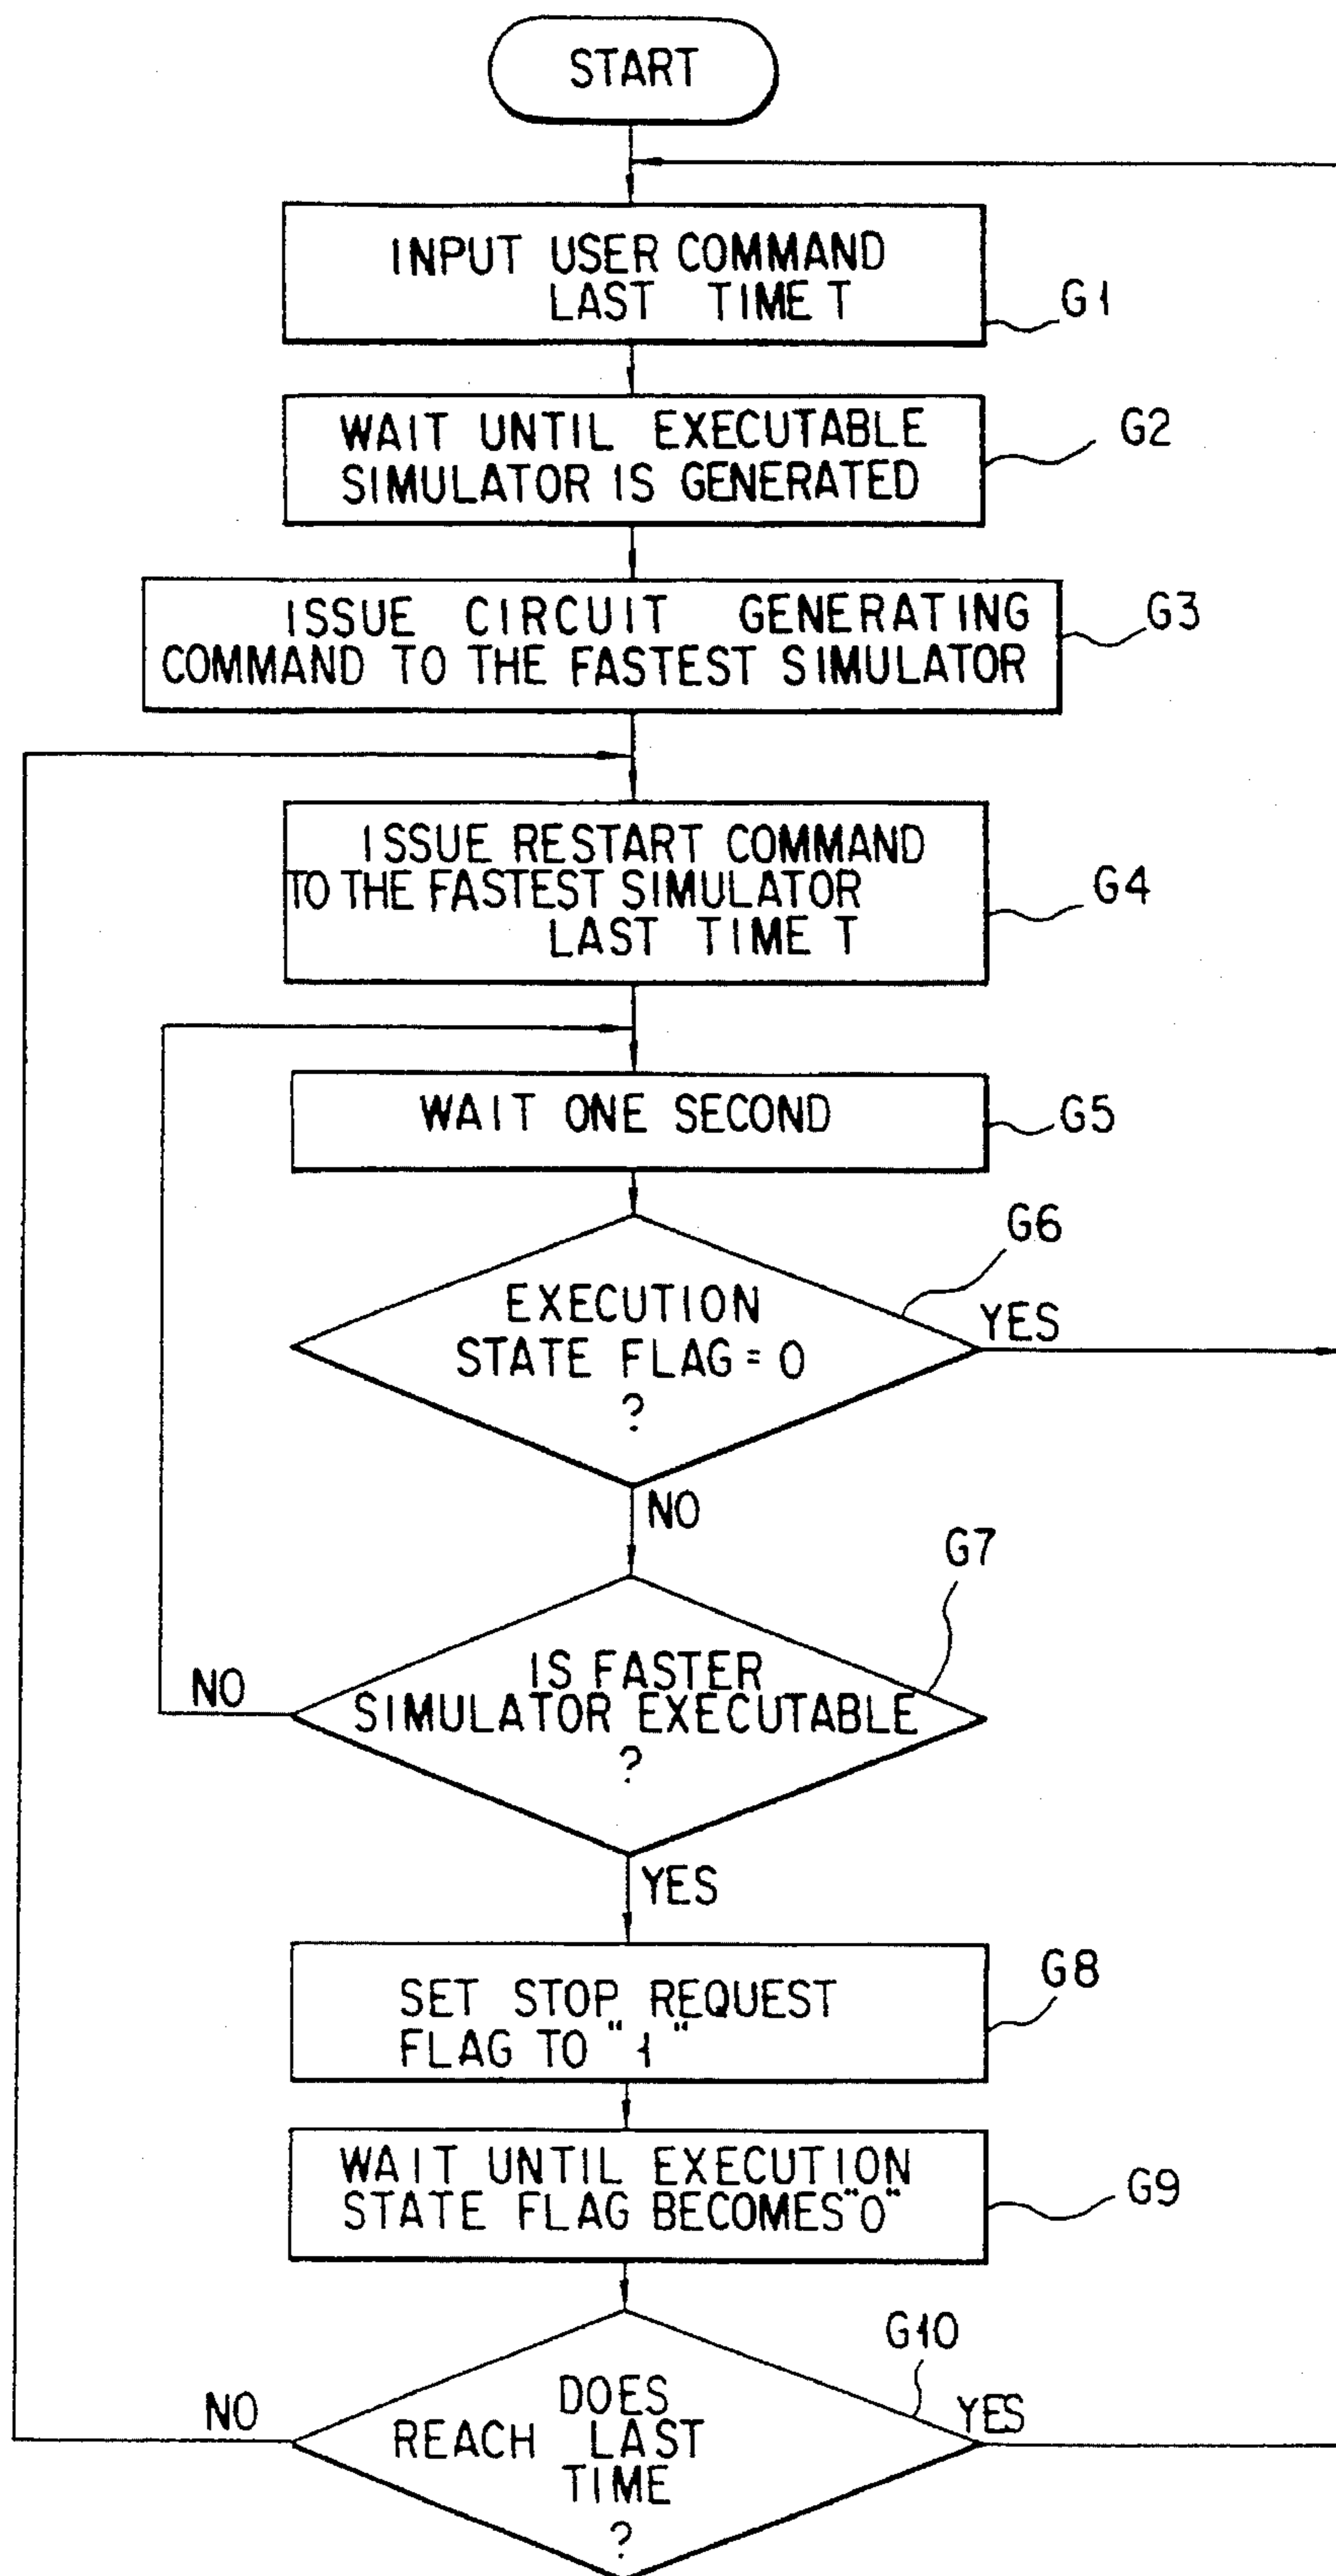 START
INPUT USER COMMAND
LAST TIME T
G1
WAIT UNTIL EXECUTABLE
SIMULATOR IS GENERATED
G2
ISSUE CIRCUIT GENERATING
COMMAND TO THE FASTEST SIMULATOR
G3
ISSUE RESTART COMMAND
TO THE FASTEST SIMULATOR
LAST TIME T
G4
WAIT ONE SECOND
G5
G6
EXECUTION
STATE FLAG = 0
?
YES
NO
G7
IS FASTER
SIMULATOR EXECUTABLE
?
NO
YES
SET STOP REQUEST
FLAG TO "1"
G8
WAIT UNTIL EXECUTION
STATE FLAG BECOMES "0"
G9
G10
DOES
REACH LAST
TIME
?
NO
YES